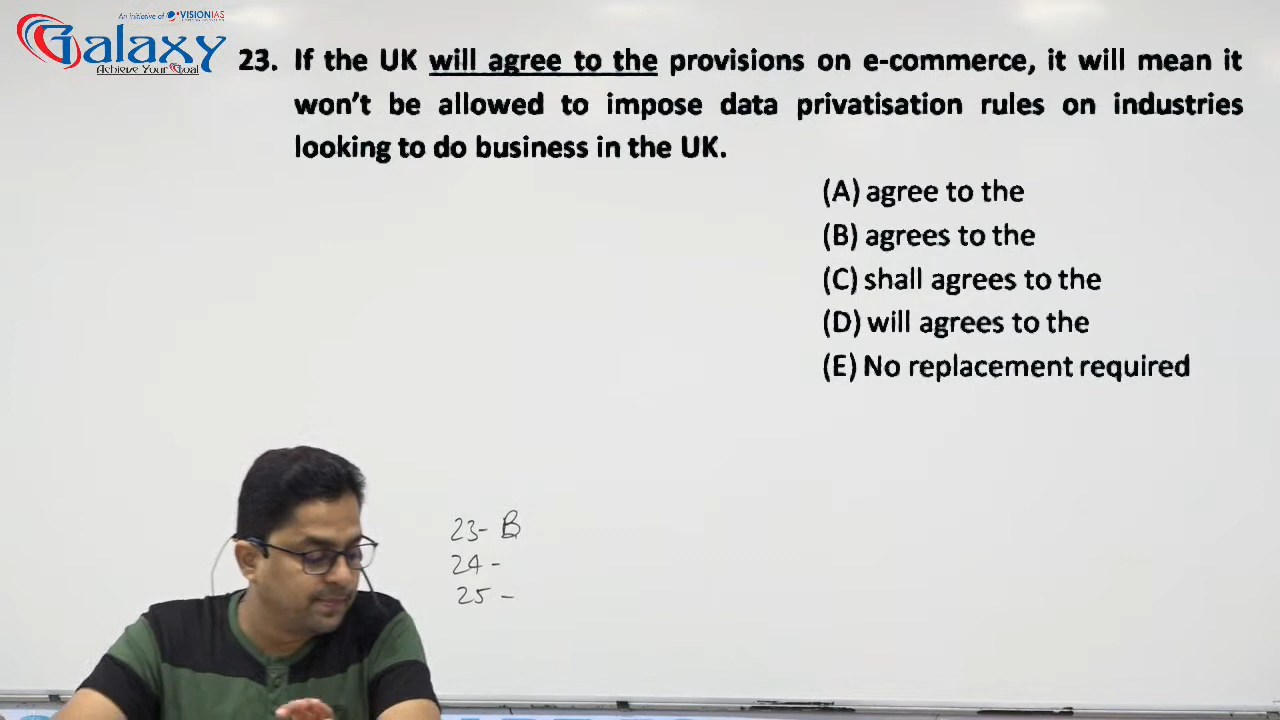 An initiative of VISIONIAS
Galaxy
Achieve Your Goal
23. If the UK will agree to the provisions on e-commerce, it will mean it
won't be allowed to impose data privatisation rules on industries
looking to do business in the UK.
(A) agree to the
(B) agrees to the
(C) shall agrees to the
(D) will agrees to the
(E) No replacement required
23- B
24 -
25 -